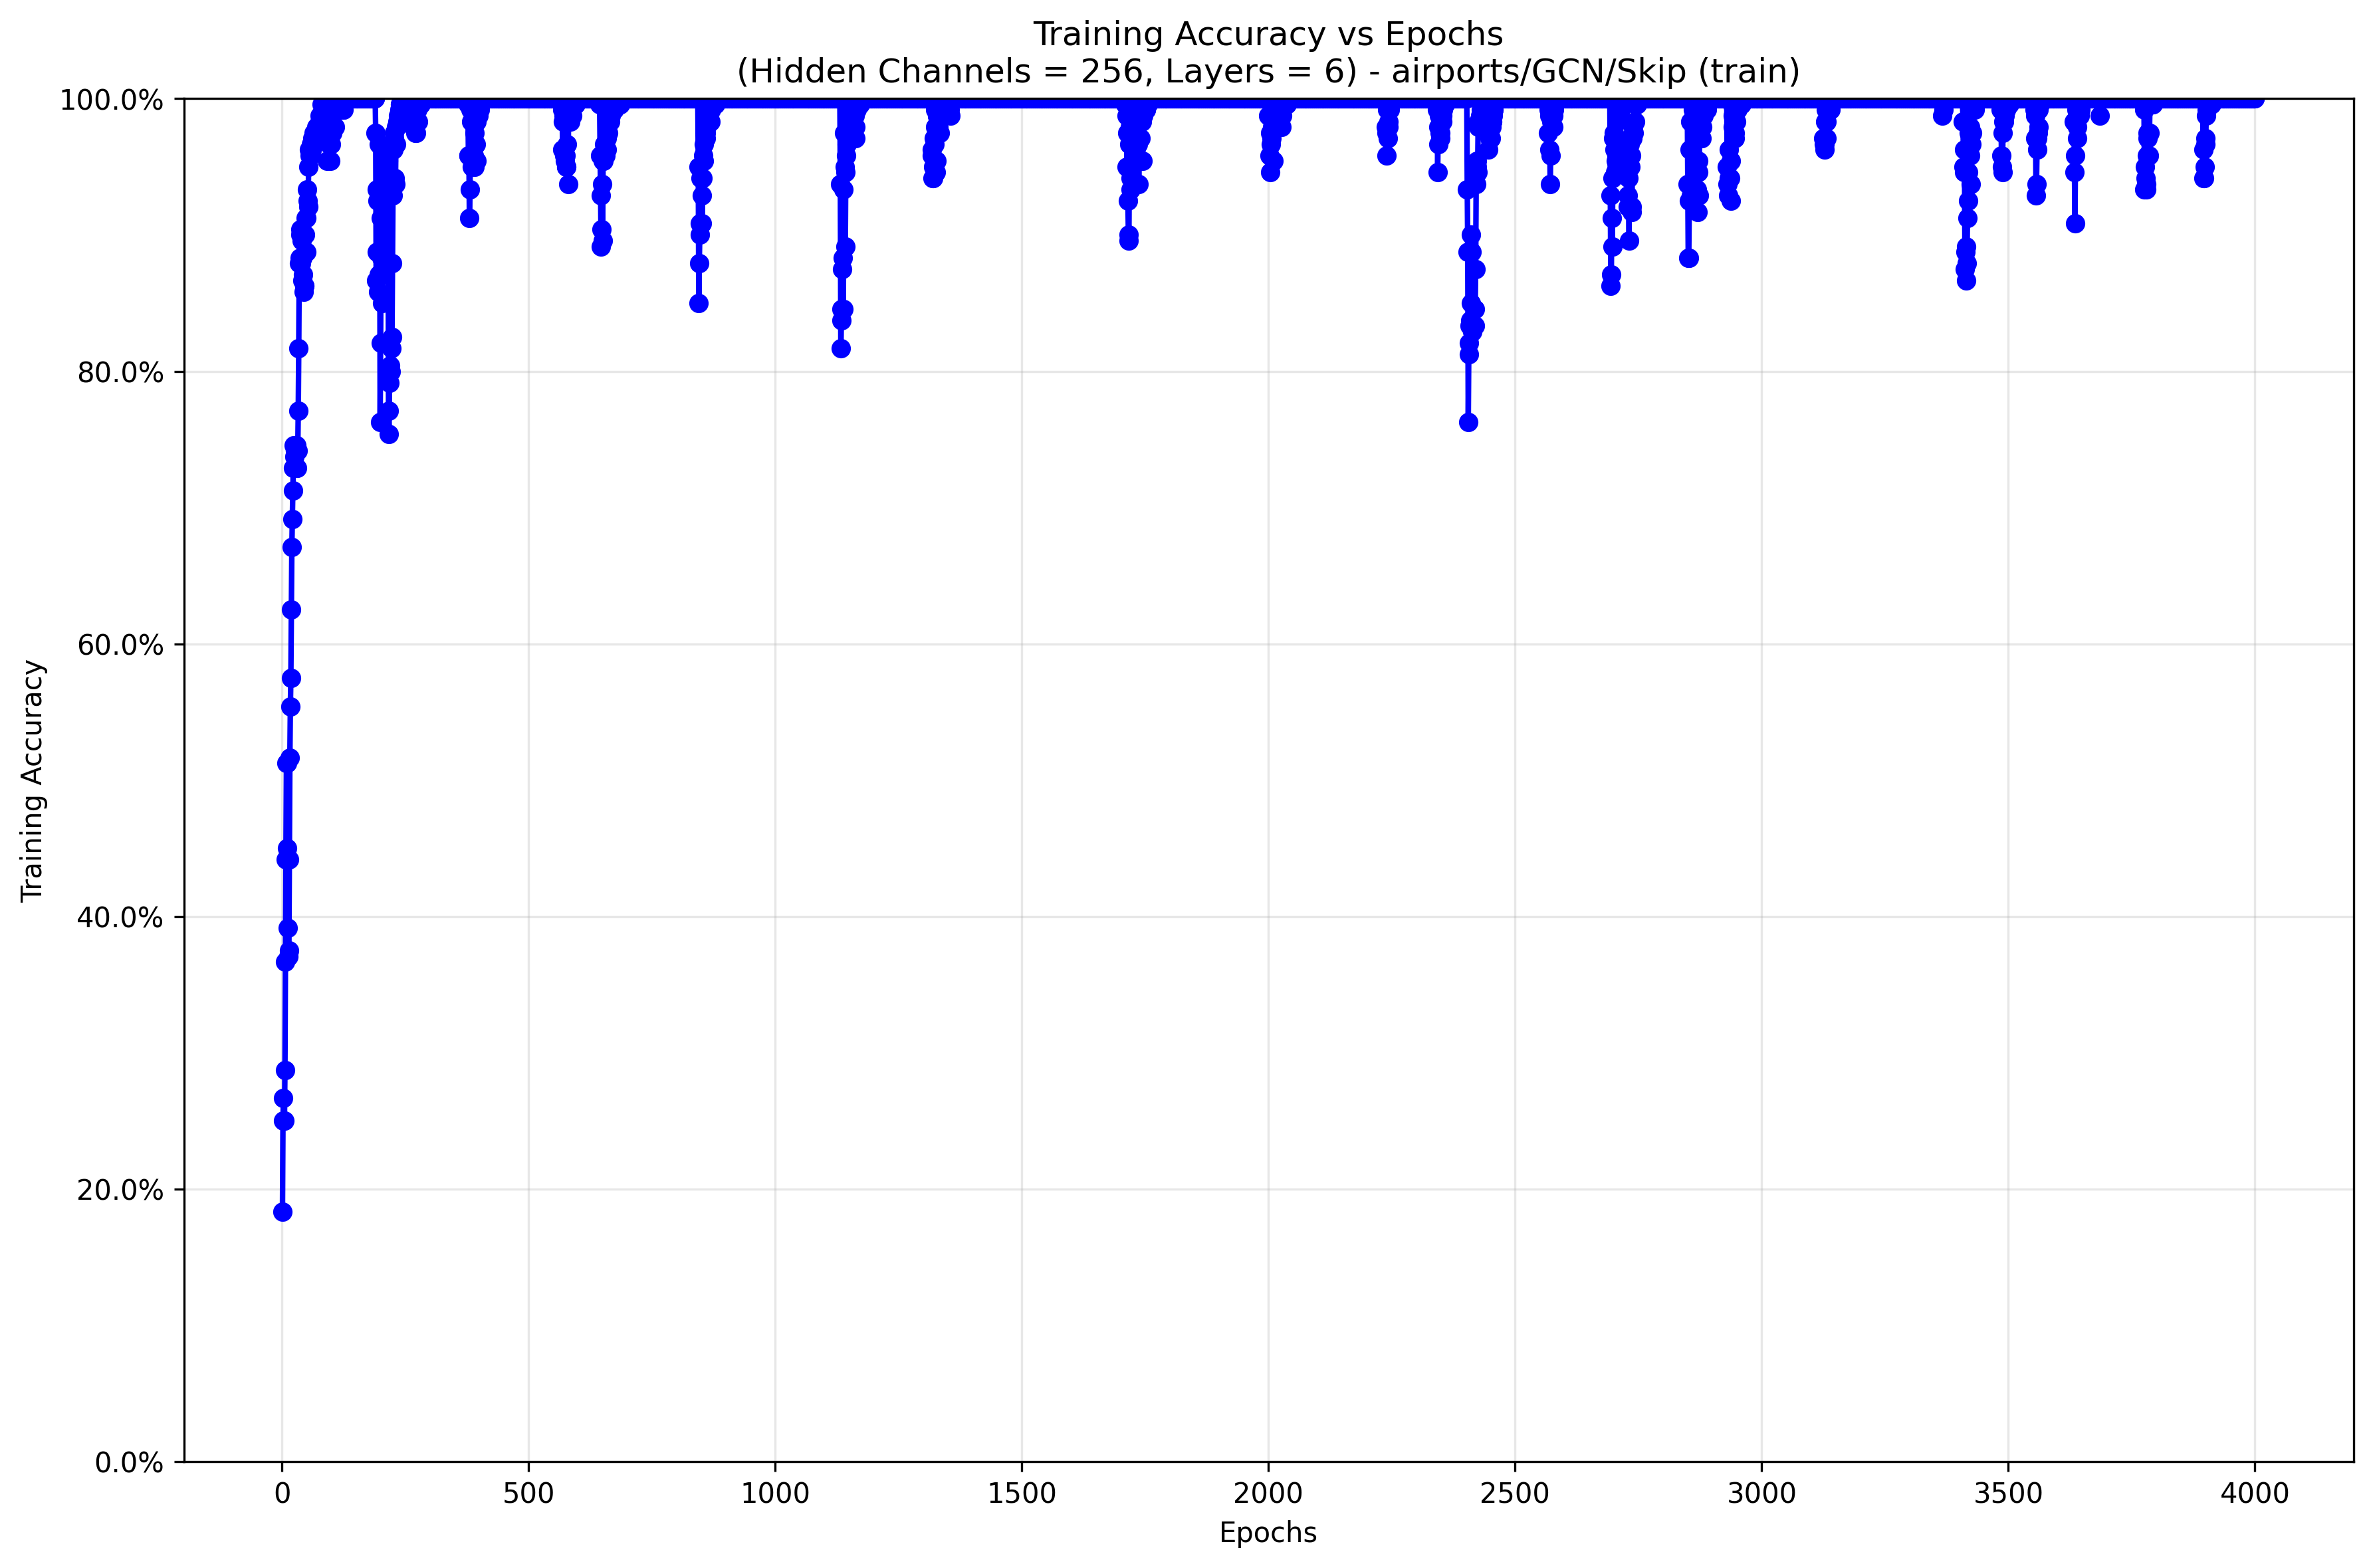 Training Accuracy vs Epochs
(Hidden Channels = 256, Layers = 6) - airports/GCN/Skip (train)
100.0%
80.0%
60.0%
40.0%
20.0%
0.0%
Training Accuracy
0 500 1000 1500 2000 2500 3000 3500 4000
Epochs